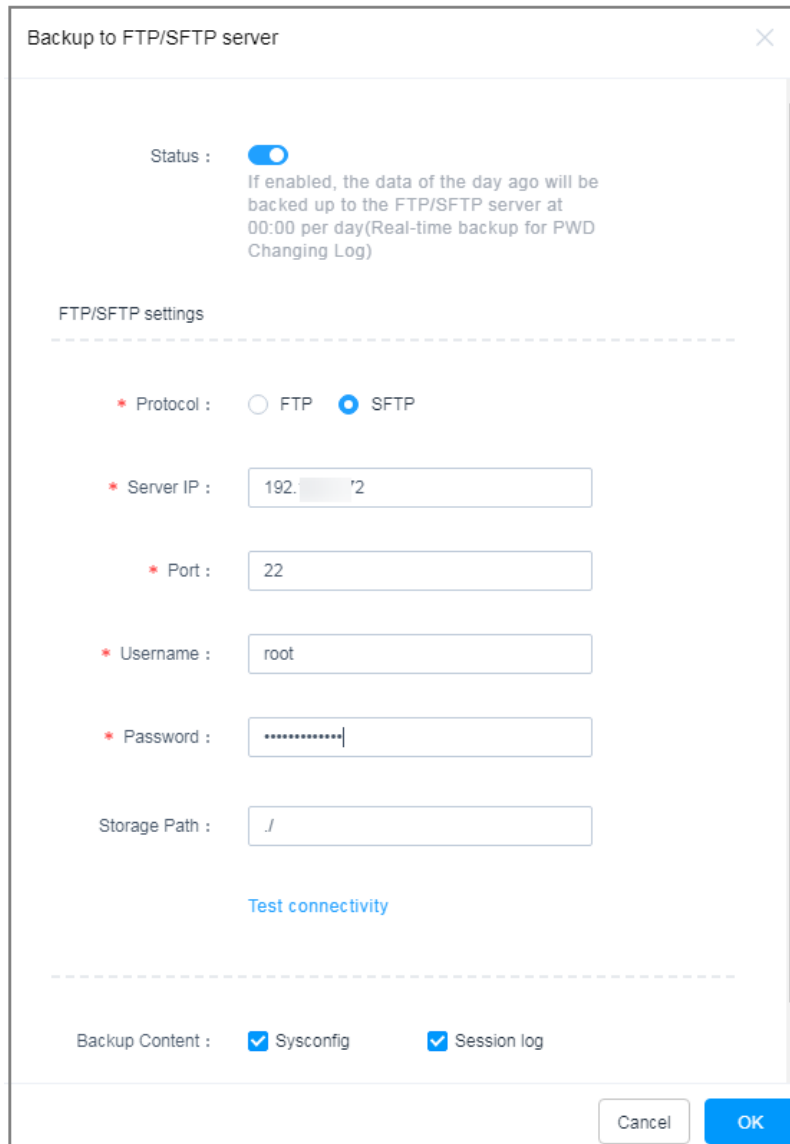 Backup to FTP/SFTP server
Status :
If enabled, the data of the day ago will be
backed up to the FTP/SFTP server at
00:00 per day(Real-time backup for PWD
Changing Log)
FTP/SFTP settings
* Protocol : FTP SFTP
* Server IP : 192. 72
* Port : 22
* Username : root
* Password : •••••••••••••
Storage Path : ./
Test connectivity
Backup Content : Sysconfig Session log
Cancel OK